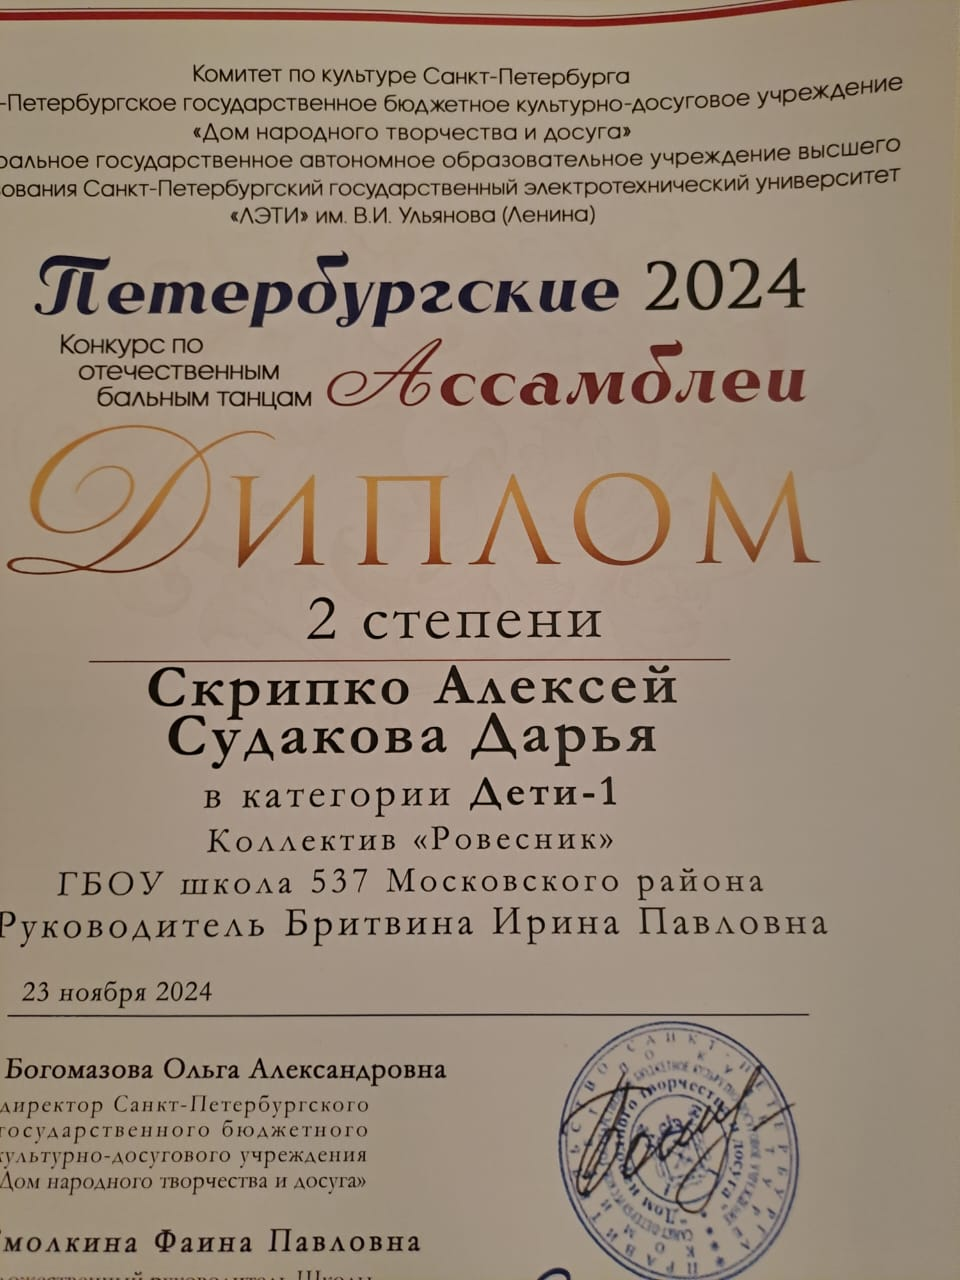 Комитет по культуре Санкт-Петербурга
-Петербургское государственное бюджетное культурно-досуговое учреждение
«Дом народного творчества и досуга»
ральное государственное автономное образовательное учреждение высшего
ования Санкт-Петербургский государственный электротехнический университет
«ЛЭТИ» им. В.И. Ульянова (Ленина)
Петербургские 2024
Конкурс по
отечественным
бальным танцам
Ассамблеи
Диплом
2 степени
Скрипко Алексей
Судакова Дарья
в категории Дети-1
Коллектив «Ровесник»
ГБОУ школа 537 Московского района
Руководитель Бритвина Ирина Павловна
23 ноября 2024
Богомазова Ольга Александровна
директор Санкт-Петербургского
государственного бюджетного
культурно-досугового учреждения
Дом народного творчества и досуга»
молкина Фаина Павловна